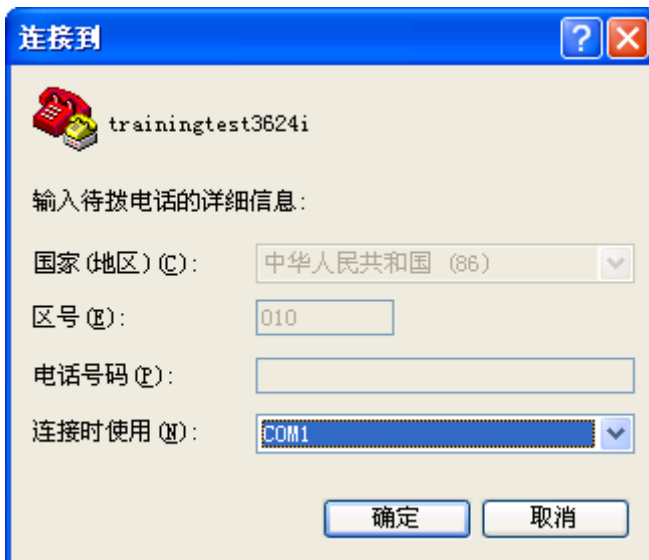 连接到
trainingtest3624i
输入待拨电话的详细信息:
国家(地区)(C): 中华人民共和国 (86)
区号(E): 010
电话号码(P):
连接时使用(N): COM1
确定 取消